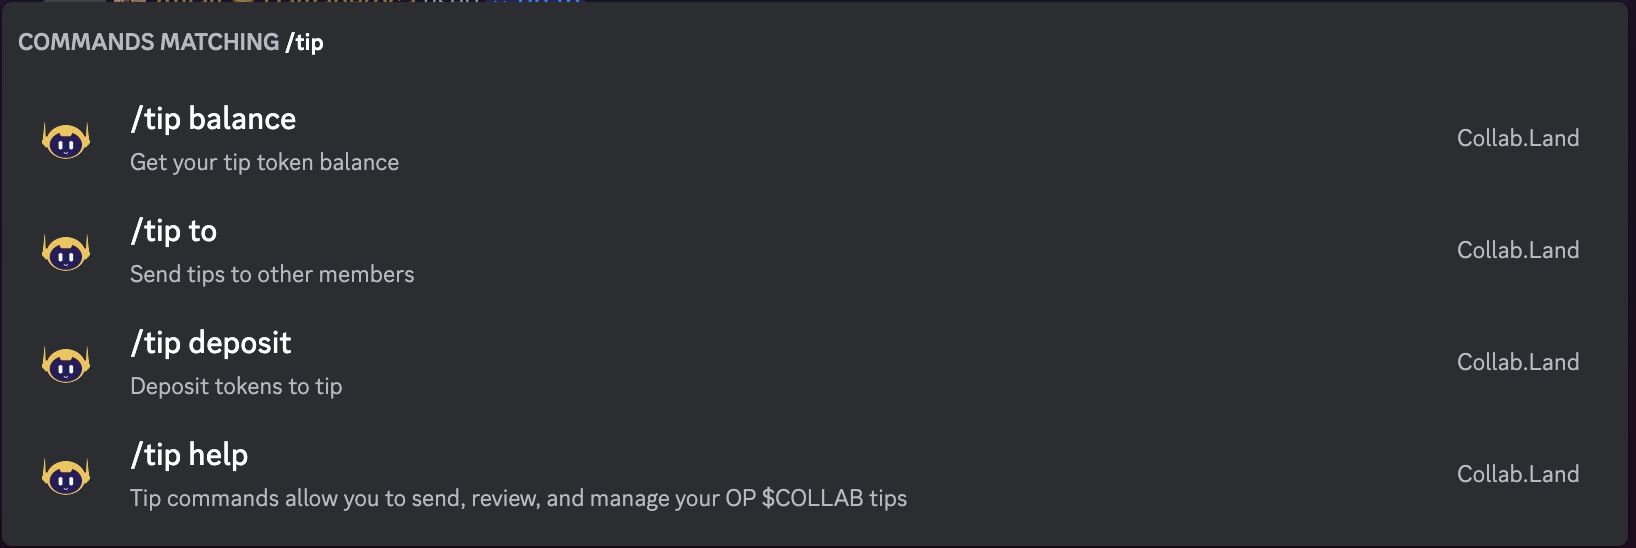 COMMANDS MATCHING /tip
/tip balance
Get your tip token balance
Collab.Land
/tip to
Send tips to other members
Collab.Land
/tip deposit
Deposit tokens to tip
Collab.Land
/tip help
Tip commands allow you to send, review, and manage your OP $COLLAB tips
Collab.Land